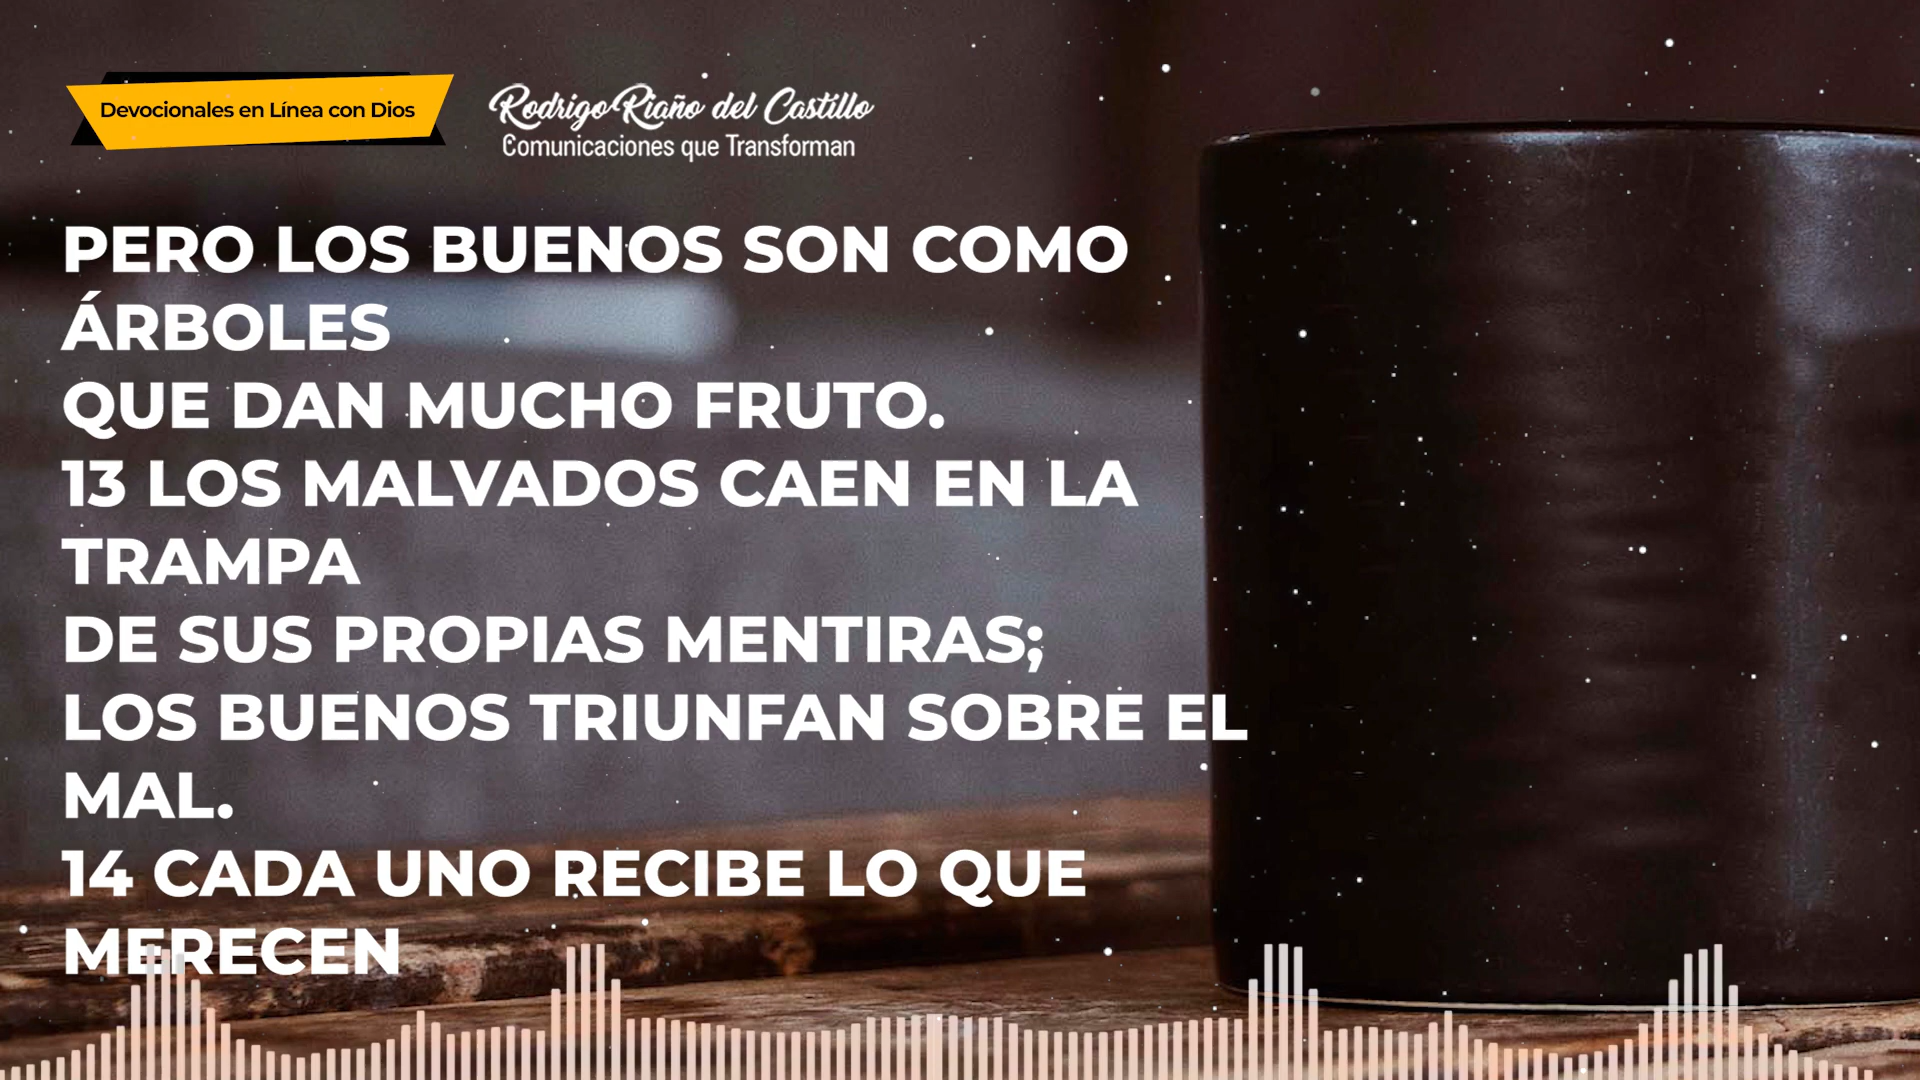 Devocionales en Línea con Dios
Rodrigo Riaño del Castillo
Comunicaciones que Transforman
PERO LOS BUENOS SON COMO
ÁRBOLES
QUE DAN MUCHO FRUTO.
13 LOS MALVADOS CAEN EN LA
TRAMPA
DE SUS PROPIAS MENTIRAS;
LOS BUENOS TRIUNFAN SOBRE EL
MAL.
14 CADA UNO RECIBE LO QUE
MERECEN